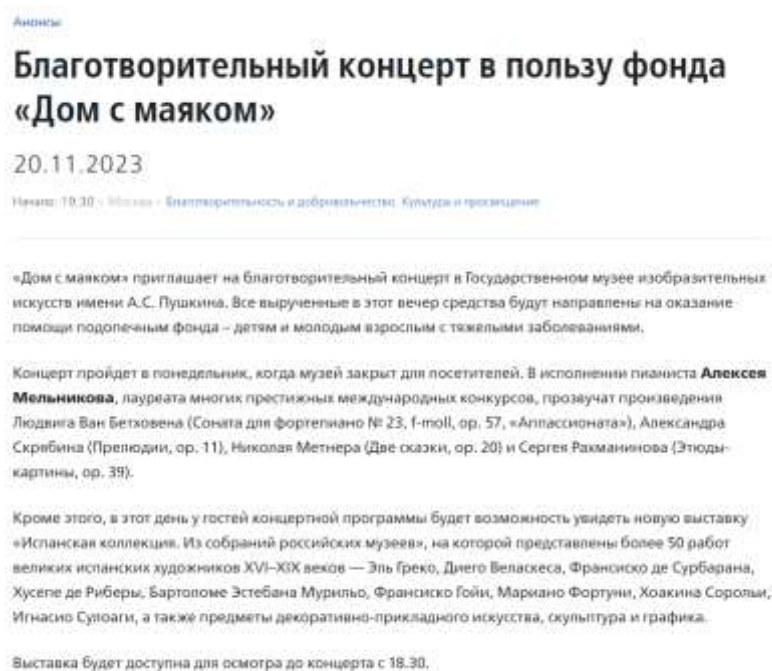 Анонсы
Благотворительный концерт в пользу фонда
«Дом с маяком»
20.11.2023
Начало: 19:30 – Москва – Благотворительность и добровольчество, Культура и просвещение
«Дом с маяком» приглашает на благотворительный концерт в Государственном музее изобразительных
искусств имени А.С. Пушкина. Все вырученные в этот вечер средства будут направлены на оказание
помощи подопечным фонда – детям и молодым взрослым с тяжелыми заболеваниями.
Концерт пройдет в понедельник, когда музей закрыт для посетителей. В исполнении пианиста Алексея
Мельникова, лауреата многих престижных международных конкурсов, прозвучат произведения
Людвига Ван Бетховена (Соната для фортепиано № 23, f-moll, op. 57, «Аппассионата»), Александра
Скрябина (Прелюдии, ор. 11), Николая Метнера (Две сказки, ор. 20) и Сергея Рахманинова (Этюды-
картины, ор. 39).
Кроме этого, в этот день у гостей концертной программы будет возможность увидеть новую выставку
«Испанская коллекция. Из собраний российских музеев», на которой представлены более 50 работ
великих испанских художников XVI–XIX веков — Эль Греко, Диего Веласкеса, Франсиско де Сурбарана,
Хусепе де Риберы, Бартоломе Эстебана Мурильо, Франсиско Гойи, Мариано Фортуни, Хоакина Сорольи,
Игнасио Сулоаги, а также предметы декоративно-прикладного искусства, скульптура и графика.
Выставка будет доступна для осмотра до концерта с 18.30.